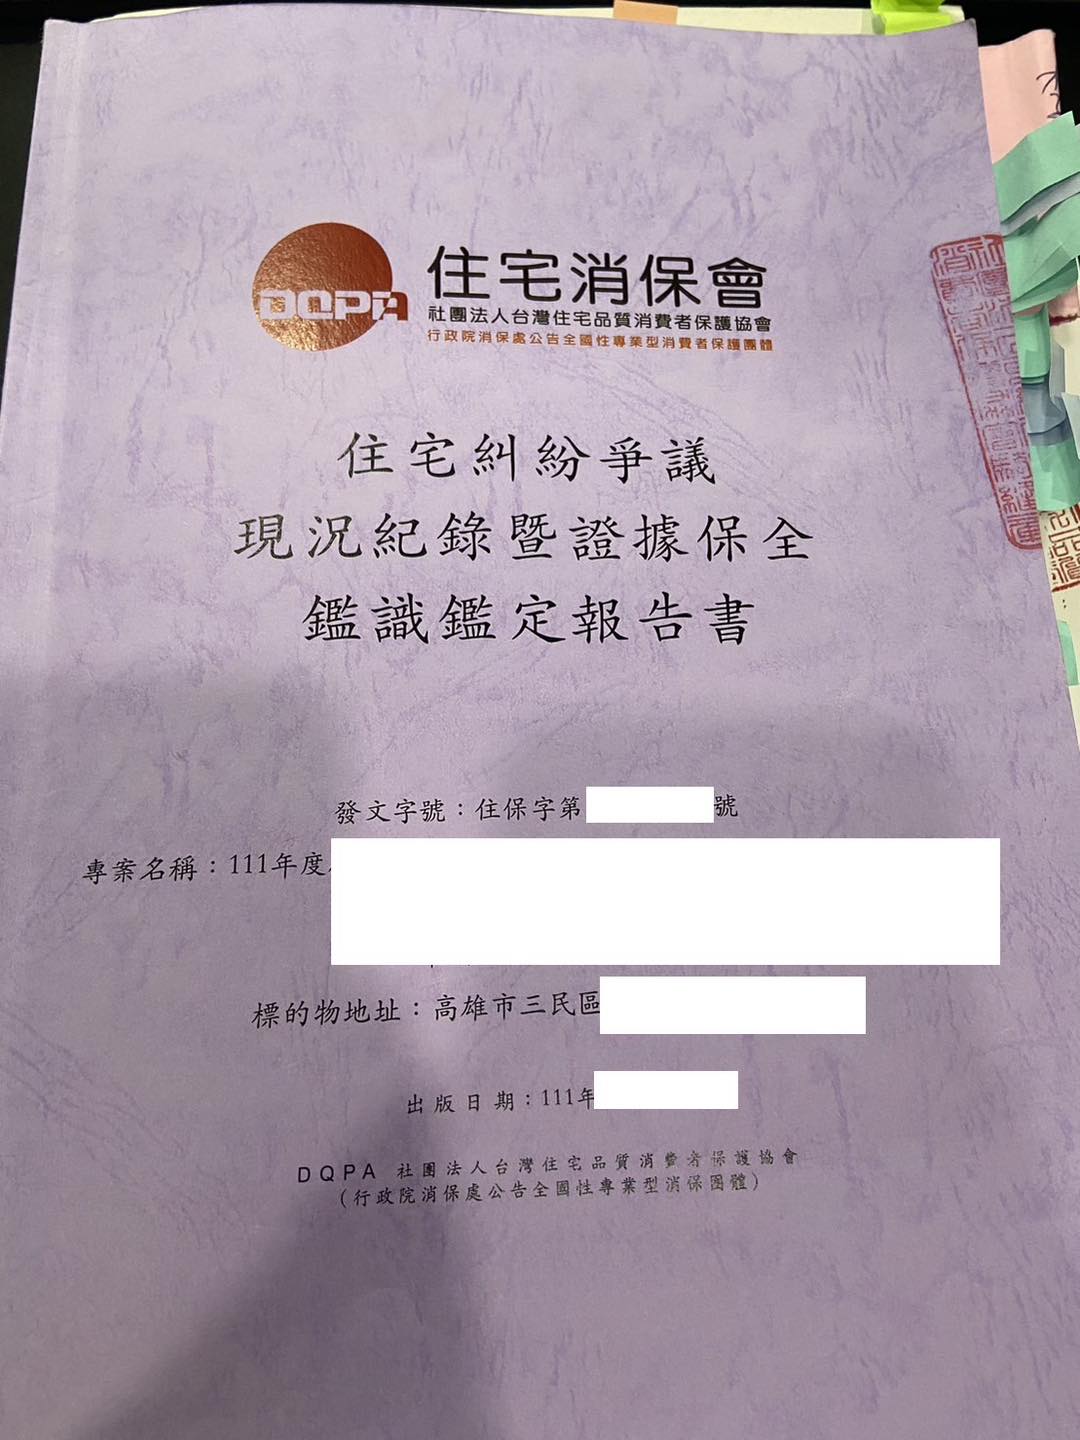 DQPA
住宅消保會
社團法人台灣住宅品質消費者保護協會
行政院消保處公告全國性專業型消費者保護團體
住宅糾紛爭議
現況紀錄暨證據保全
鑑識鑑定報告書
發文字號：住保字第 號
專案名稱：111年度
標的物地址：高雄市三民區
出版日期：111年
DQPA 社團法人台灣住宅品質消費者保護協會
(行政院消保處公告全國性專業型消保團體)